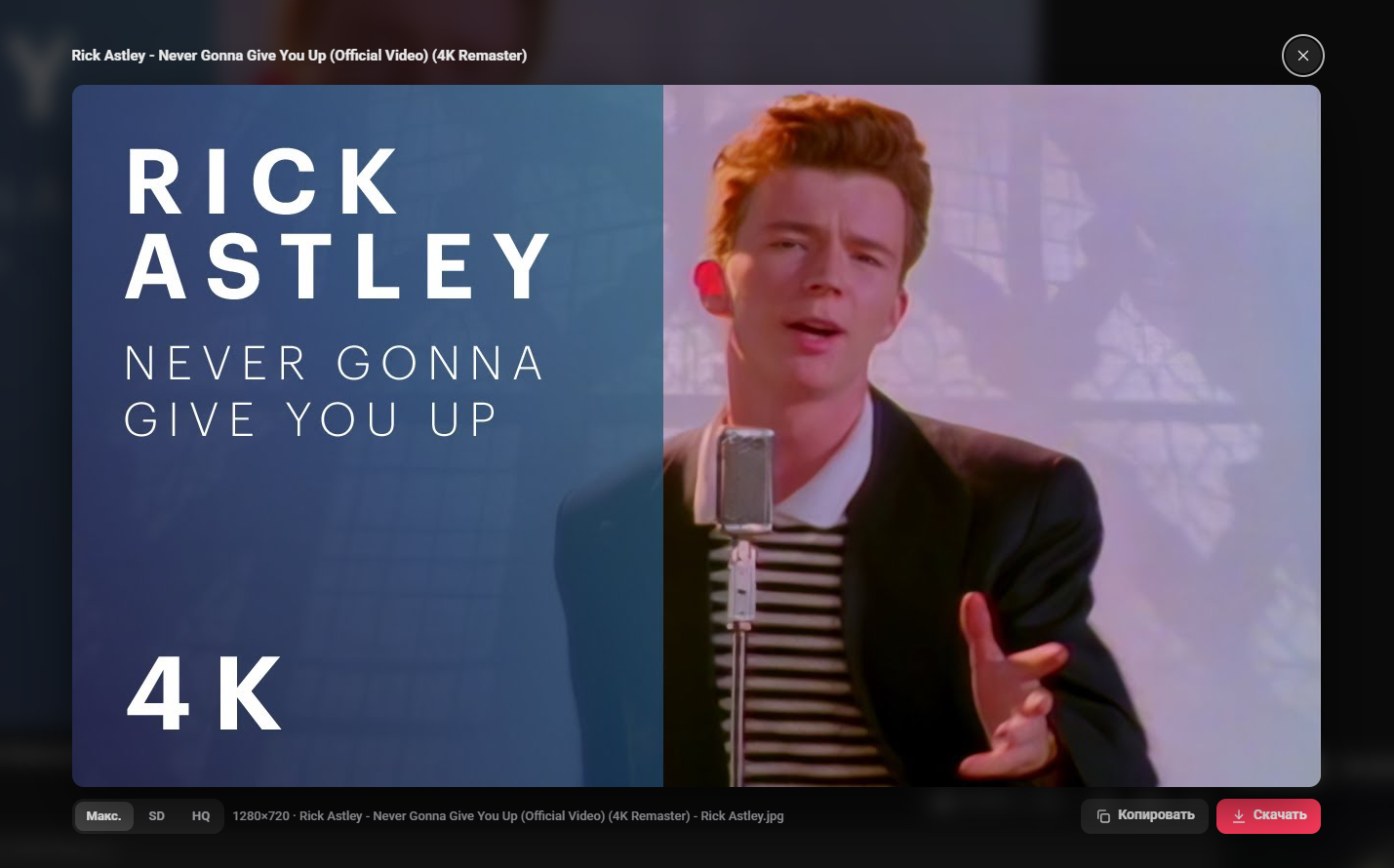 Rick Astley - Never Gonna Give You Up (Official Video) (4K Remaster)
RICK
ASTLEY
NEVER GONNA
GIVE YOU UP
4K
Макс. SD HQ 1280×720 · Rick Astley - Never Gonna Give You Up (Official Video) (4K Remaster) - Rick Astley.jpg Копировать Скачать